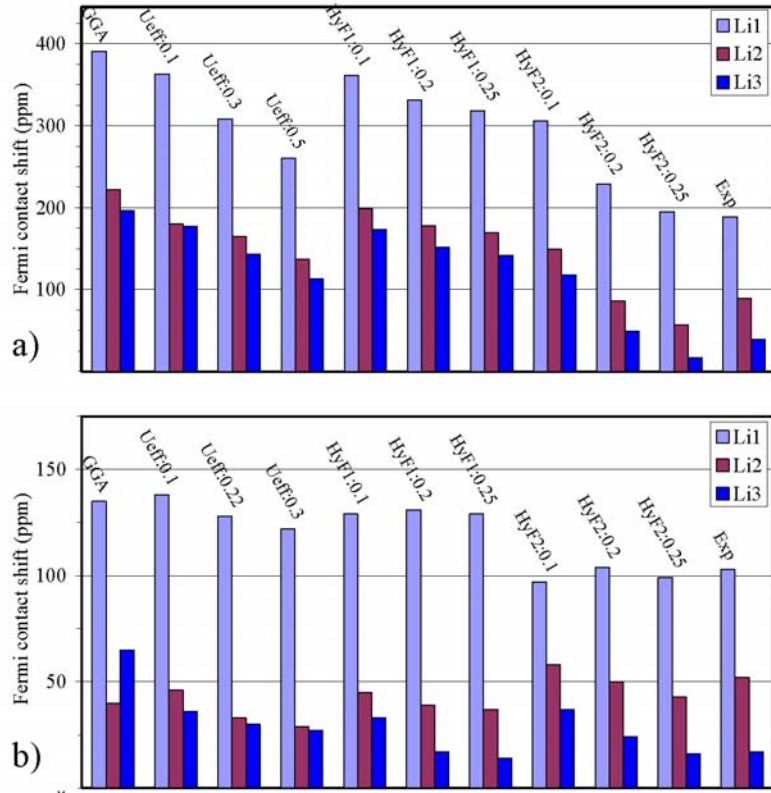 GGA
Ueff:0.1
Ueff:0.3
Ueff:0.5
HyF1:0.1
HyF1:0.2
HyF1:0.25
HyF2:0.1
HyF2:0.2
HyF2:0.25
Exp
Li1
Li2
Li3
Fermi contact shift (ppm)
400
300
200
100
a)
GGA
Ueff:0.1
Ueff:0.22
Ueff:0.3
HyF1:0.1
HyF1:0.2
HyF1:0.25
HyF2:0.1
HyF2:0.2
HyF2:0.25
Exp
Li1
Li2
Li3
Fermi contact shift (ppm)
150
100
50
b)